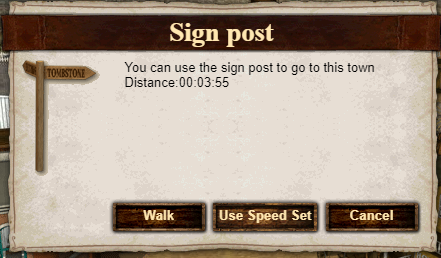 Sign post
TOMBSTONE
You can use the sign post to go to this town
Distance:00:03:55
Walk
Use Speed Set
Cancel